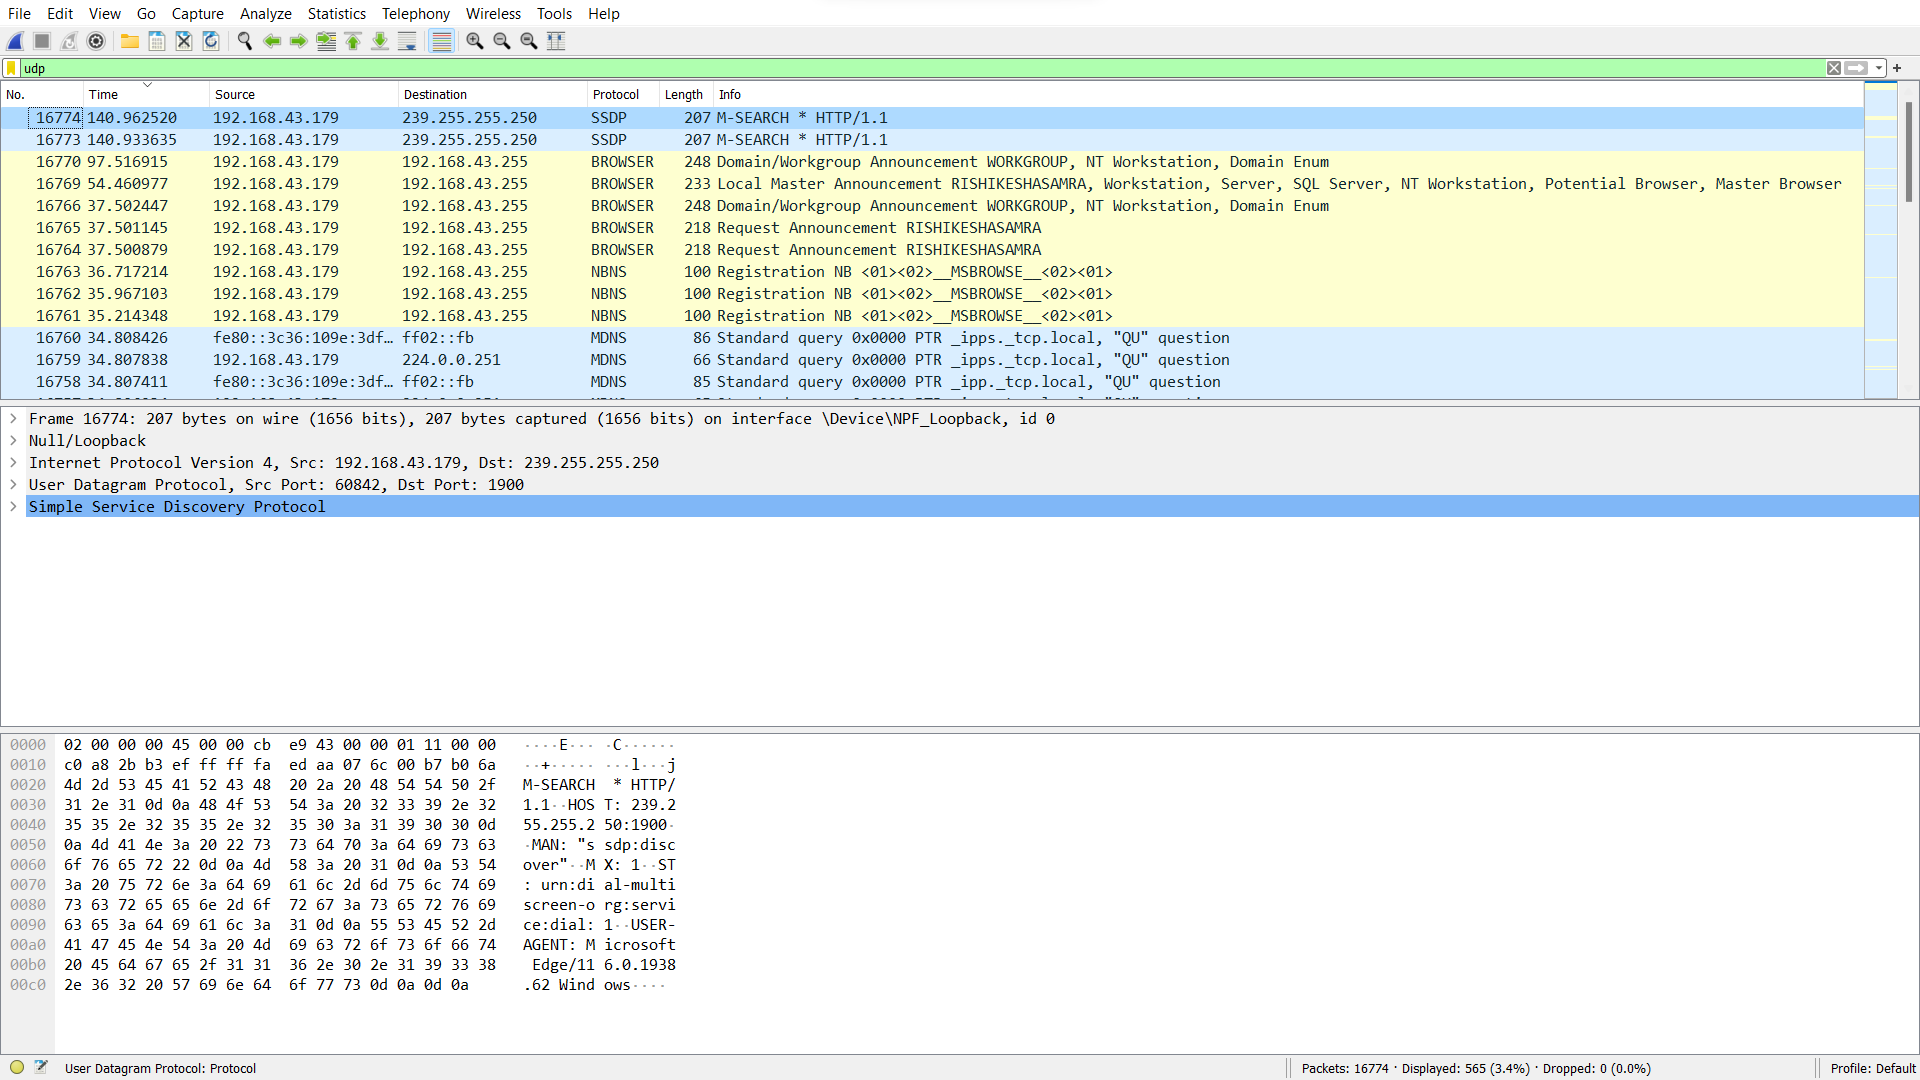 File Edit View Go Capture Analyze Statistics Telephony Wireless Tools Help
udp
No. Time Source Destination Protocol Length Info
16774 140.962520 192.168.43.179 239.255.255.250 SSDP 207 M-SEARCH * HTTP/1.1
16773 140.933635 192.168.43.179 239.255.255.250 SSDP 207 M-SEARCH * HTTP/1.1
16770 97.516915 192.168.43.179 192.168.43.255 BROWSER 248 Domain/Workgroup Announcement WORKGROUP, NT Workstation, Domain Enum
16769 54.460977 192.168.43.179 192.168.43.255 BROWSER 233 Local Master Announcement RISHIKESHASAMRA, Workstation, Server, SQL Server, NT Workstation, Potential Browser, Master Browser
16766 37.502447 192.168.43.179 192.168.43.255 BROWSER 248 Domain/Workgroup Announcement WORKGROUP, NT Workstation, Domain Enum
16765 37.501145 192.168.43.179 192.168.43.255 BROWSER 218 Request Announcement RISHIKESHASAMRA
16764 37.500879 192.168.43.179 192.168.43.255 BROWSER 218 Request Announcement RISHIKESHASAMRA
16763 36.717214 192.168.43.179 192.168.43.255 NBNS 100 Registration NB <01><02>__MSBROWSE__<02><01>
16762 35.967103 192.168.43.179 192.168.43.255 NBNS 100 Registration NB <01><02>__MSBROWSE__<02><01>
16761 35.214348 192.168.43.179 192.168.43.255 NBNS 100 Registration NB <01><02>__MSBROWSE__<02><01>
16760 34.808426 fe80::3c36:109e:3df… ff02::fb MDNS 86 Standard query 0x0000 PTR _ipps._tcp.local, "QU" question
16759 34.807838 192.168.43.179 224.0.0.251 MDNS 66 Standard query 0x0000 PTR _ipp._tcp.local, "QU" question
16758 34.807411 fe80::3c36:109e:3df… ff02::fb MDNS 85 Standard query 0x0000 PTR _ipp._tcp.local, "QU" question
Frame 16774: 207 bytes on wire (1656 bits), 207 bytes captured (1656 bits) on interface \Device\NPF_Loopback, id 0
Null/Loopback
Internet Protocol Version 4, Src: 192.168.43.179, Dst: 239.255.255.250
User Datagram Protocol, Src Port: 60842, Dst Port: 1900
Simple Service Discovery Protocol
0000 02 00 00 00 45 00 00 cb e9 43 00 00 01 11 00 00 ····E··· ·C······
0010 c0 a8 2b b3 ef ff ff fa ed aa 07 6c 00 b7 b0 6a ··+····· ···l···j
0020 4d 2d 53 45 41 52 43 48 20 2a 20 48 54 54 50 2f M-SEARCH * HTTP/
0030 31 2e 31 0d 0a 48 4f 53 54 3a 20 32 33 39 2e 32 1.1··HOS T: 239.2
0040 35 35 2e 32 35 35 2e 32 35 30 3a 31 39 30 30 0d 55.255.2 50:1900·
0050 0a 4d 41 4e 3a 20 22 73 73 64 70 3a 64 69 73 63 ·MAN: "s sdp:disc
0060 6f 76 65 72 22 0d 0a 4d 58 3a 20 31 0d 0a 53 54 over"··M X: 1··ST
0070 3a 20 75 72 6e 3a 64 69 61 6c 2d 6d 75 6c 74 69 : urn:di al-multi
0080 73 63 72 65 65 6e 2d 6f 72 67 3a 73 65 72 76 69 screen-o rg:servi
0090 63 65 3a 64 69 61 6c 3a 31 0d 0a 55 53 45 52 2d ce:dial: 1··USER-
00a0 41 47 45 4e 54 3a 20 4d 69 63 72 6f 73 6f 66 74 AGENT: M icrosoft
00b0 20 45 64 67 65 2f 31 31 36 2e 30 2e 31 39 33 38 Edge/11 6.0.1938
00c0 2e 36 32 20 57 69 6e 64 6f 77 73 0d 0a 0d 0a .62 Wind ows····
User Datagram Protocol: Protocol Packets: 16774 · Displayed: 565 (3.4%) · Dropped: 0 (0.0%) Profile: Default